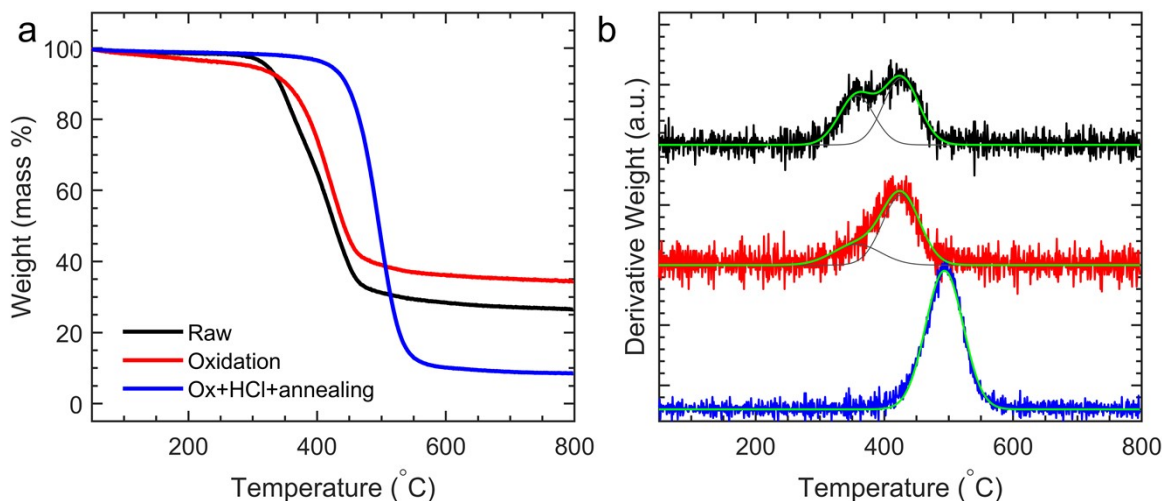 a
100
80
60
40
20
0
Weight (mass %)
Raw
Oxidation
Ox+HCl+annealing
200 400 600 800
Temperature (°C)
b
Derivative Weight (a.u.)
200 400 600 800
Temperature (°C)